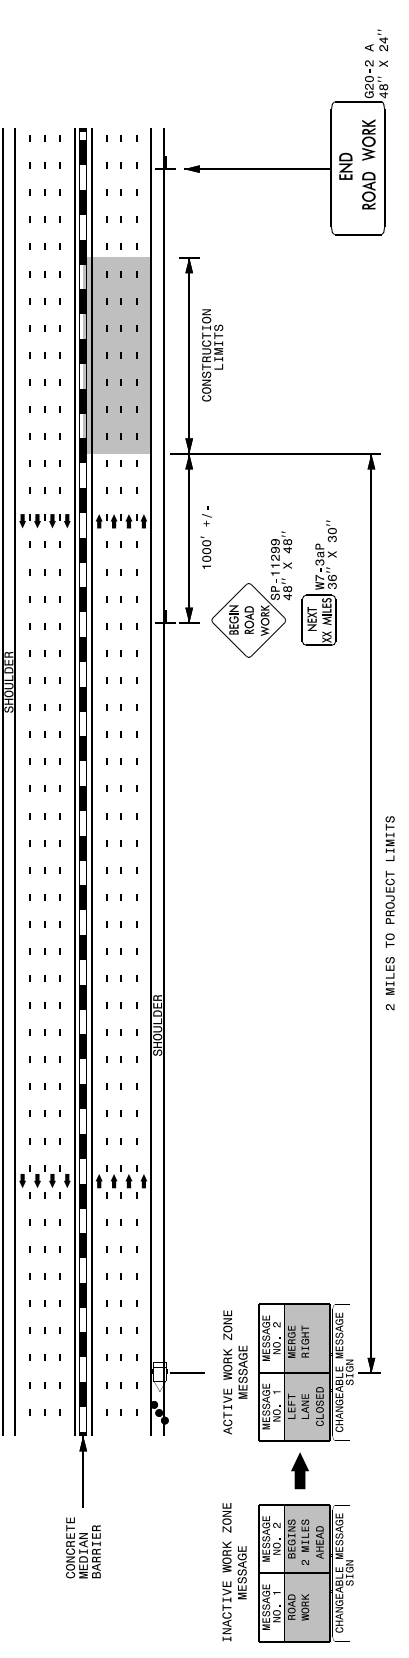 SHOULDER
SHOULDER
CONCRETE
MEDIAN
BARRIER
INACTIVE WORK ZONE
MESSAGE
MESSAGE
NO. 1
ROAD
WORK
MESSAGE
NO. 2
BEGINS
2 MILES
AHEAD
CHANGEABLE MESSAGE
SIGN
ACTIVE WORK ZONE
MESSAGE
MESSAGE
NO. 1
LEFT
LANE
CLOSED
MESSAGE
NO. 2
MERGE
RIGHT
CHANGEABLE MESSAGE
SIGN
2 MILES TO PROJECT LIMITS
1000' +/-
BEGIN
ROAD
WORK
SP-11299
48" X 48"
NEXT
XX MILES
W7-3aP
36" X 30"
CONSTRUCTION
LIMITS
END
ROAD WORK
G20-2 A
48" X 24"